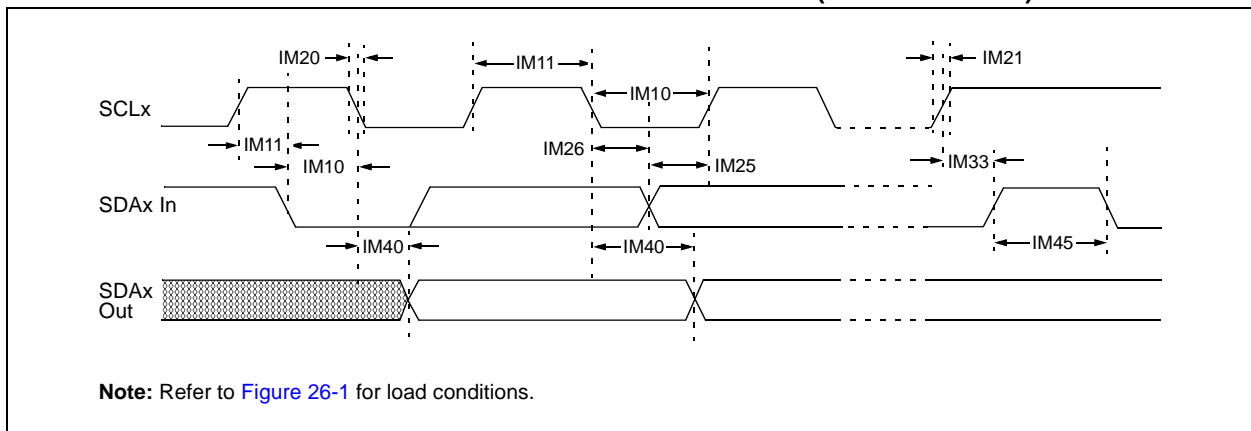 IM20
IM11
IM21
SCLx
IM10
IM11
IM26
IM10
IM25
IM33
SDAx In
IM40
IM40
IM45
SDAx
Out
Note: Refer to Figure 26-1 for load conditions.